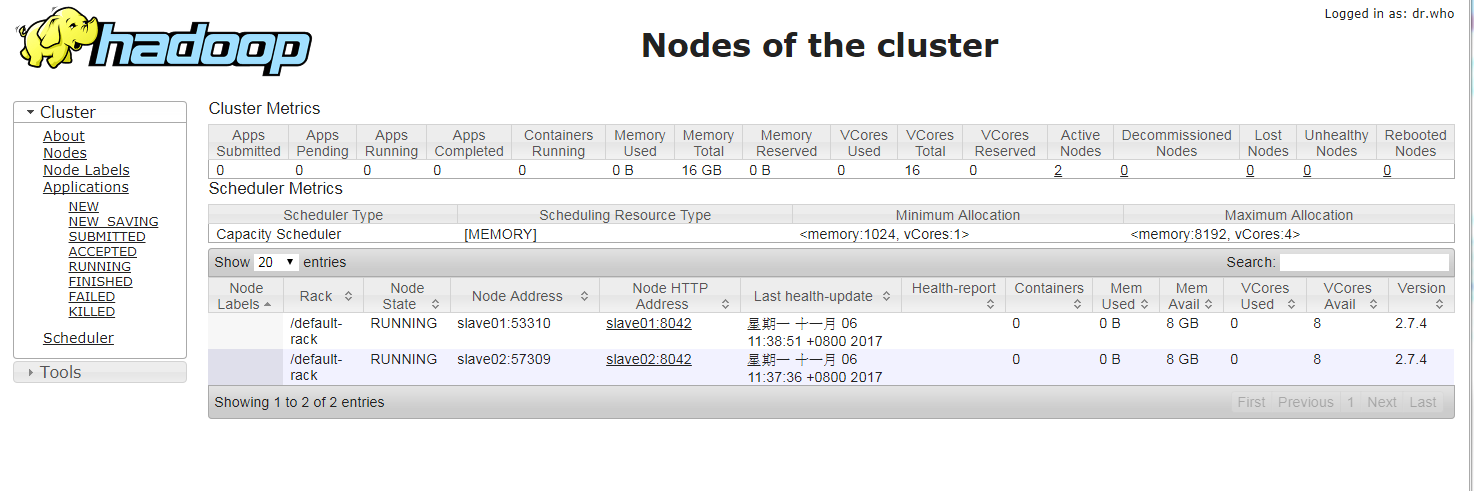 Logged in as: dr.who
hadoop
Nodes of the cluster
Cluster
About
Nodes
Node Labels
Applications
NEW
NEW_SAVING
SUBMITTED
ACCEPTED
RUNNING
FINISHED
FAILED
KILLED
Scheduler
Tools
Cluster Metrics
Apps Submitted Apps Pending Apps Running Apps Completed Containers Running Memory Used Memory Total Memory Reserved VCores Used VCores Total VCores Reserved Active Nodes Decommissioned Nodes Lost Nodes Unhealthy Nodes Rebooted Nodes
0 0 0 0 0 0 B 16 GB 0 B 0 16 0 2 0 0 0 0
Scheduler Metrics
Scheduler Type Scheduling Resource Type Minimum Allocation Maximum Allocation
Capacity Scheduler [MEMORY] <memory:1024, vCores:1> <memory:8192, vCores:4>
Show 20 entries Search:
Node Labels Rack Node State Node Address Node HTTP Address Last health-update Health-report Containers Mem Used Mem Avail VCores Used VCores Avail Version
/default-rack RUNNING slave01:53310 slave01:8042 星期一 十一月 06 11:38:51 +0800 2017 0 0 B 8 GB 0 8 2.7.4
/default-rack RUNNING slave02:57309 slave02:8042 星期一 十一月 06 11:37:36 +0800 2017 0 0 B 8 GB 0 8 2.7.4
Showing 1 to 2 of 2 entries First Previous 1 Next Last